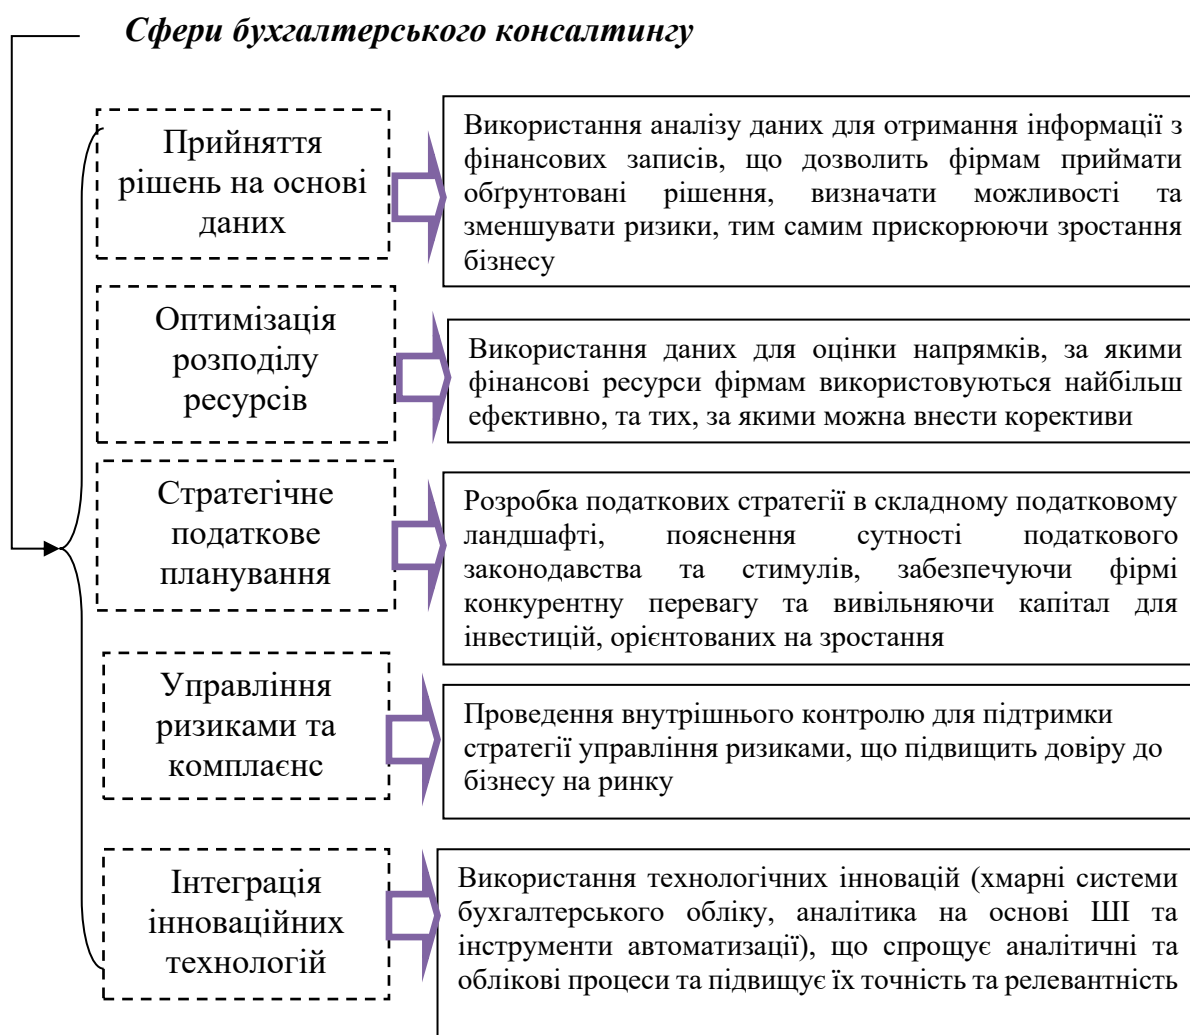 Сфери бухгалтерського консалтингу
Прийняття
рішень на основі
даних
Використання аналізу даних для отримання інформації з
фінансових записів, що дозволить фірмам приймати
обґрунтовані рішення, визначати можливості та
зменшувати ризики, тим самим прискорюючи зростання
бізнесу
Оптимізація
розподілу
ресурсів
Використання даних для оцінки напрямків, за якими
фінансові ресурси фірмам використовуються найбільш
ефективно, та тих, за якими можна внести корективи
Стратегічне
податкове
планування
Розробка податкових стратегії в складному податковому
ландшафті, пояснення сутності податкового
законодавства та стимулів, забезпечуючи фірмі
конкурентну перевагу та вивільняючи капітал для
інвестицій, орієнтованих на зростання
Управління
ризиками та
комплаєнс
Проведення внутрішнього контролю для підтримки
стратегії управління ризиками, що підвищить довіру до
бізнесу на ринку
Інтеграція
інноваційних
технологій
Використання технологічних інновацій (хмарні системи
бухгалтерського обліку, аналітика на основі ШІ та
інструменти автоматизації), що спрощує аналітичні та
облікові процеси та підвищує їх точність та релевантність